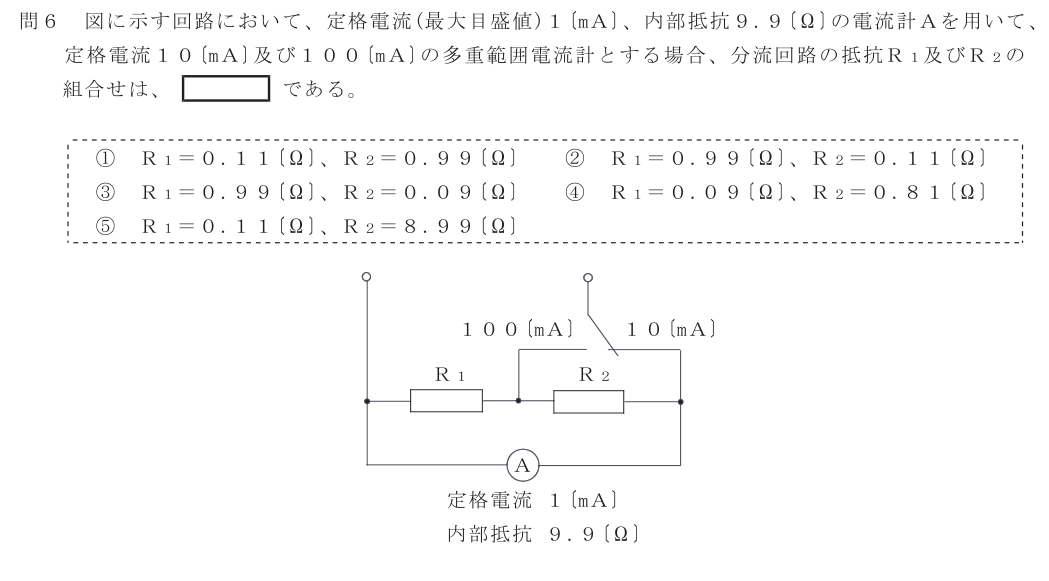 問６　図に示す回路において、定格電流(最大目盛値)１〔mA〕、内部抵抗９.９〔Ω〕の電流計Ａを用いて、
定格電流１０〔mA〕及び１００〔mA〕の多重範囲電流計とする場合、分流回路の抵抗Ｒ１及びＲ２の
組合せは、　　　　である。
①　Ｒ１＝０.１１〔Ω〕、Ｒ２＝０.９９〔Ω〕　②　Ｒ１＝０.９９〔Ω〕、Ｒ２＝０.１１〔Ω〕
③　Ｒ１＝０.９９〔Ω〕、Ｒ２＝０.０９〔Ω〕　④　Ｒ１＝０.０９〔Ω〕、Ｒ２＝０.８１〔Ω〕
⑤　Ｒ１＝０.１１〔Ω〕、Ｒ２＝８.９９〔Ω〕
１００〔mA〕　１０〔mA〕
Ｒ１　Ｒ２
Ａ
定格電流　１〔mA〕
内部抵抗　９.９〔Ω〕